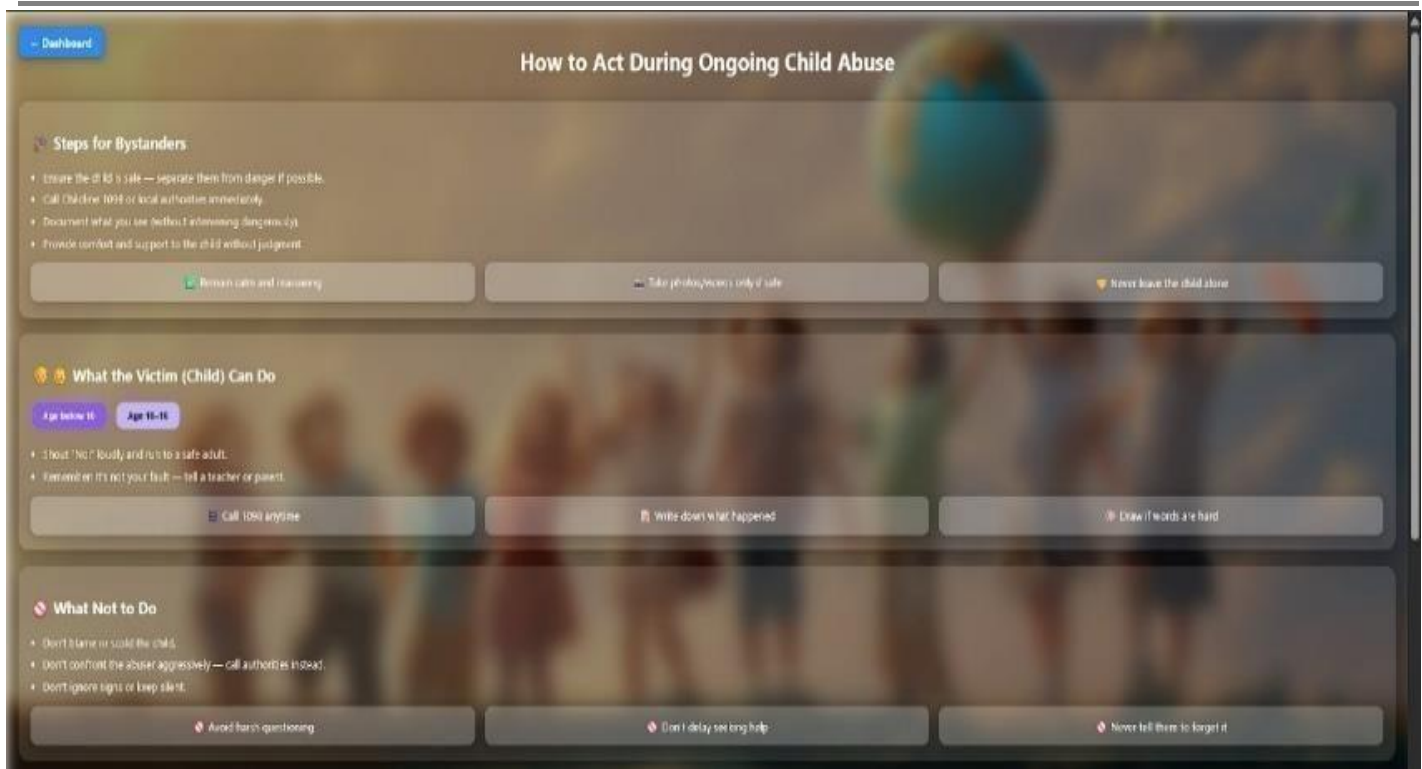 ← Dashboard
How to Act During Ongoing Child Abuse
Steps for Bystanders
• Ensure the child is safe — separate them from danger if possible.
• Call Childline 1098 or local authorities immediately.
• Document what you see (without intervening dangerously).
• Provide comfort and support to the child without judgment.
Remain calm and reassuring
Take photos/videos only if safe
Never leave the child alone
What the Victim (Child) Can Do
Age below 10
Age 10–16
• Shout "No!" loudly and run to a safe adult.
• Remember: It's not your fault — tell a teacher or parent.
Call 1098 anytime
Write down what happened
Draw if words are hard
What Not to Do
• Don't blame or scold the child.
• Don't confront the abuser aggressively — call authorities instead.
• Don't ignore signs or keep silent.
Avoid harsh questioning
Don't delay seeking help
Never tell them to forget it